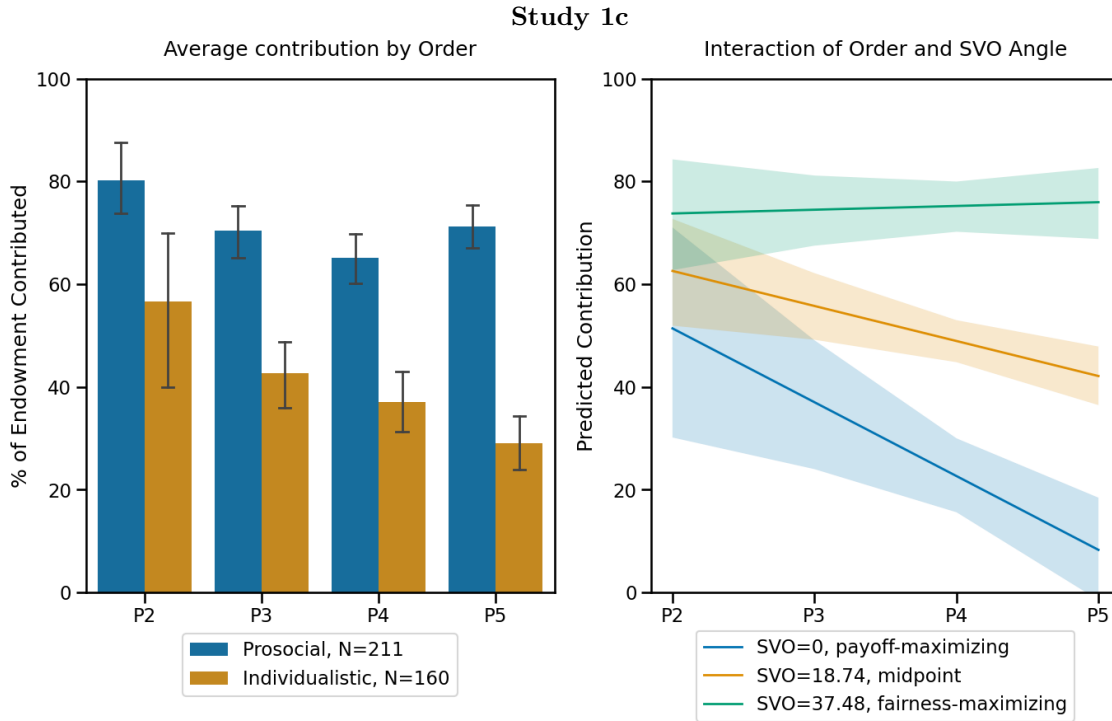 Study 1c
Average contribution by Order
% of Endowment Contributed
100
80
60
40
20
0
P2 P3 P4 P5
Prosocial, N=211
Individualistic, N=160
Interaction of Order and SVO Angle
Predicted Contribution
100
80
60
40
20
0
P2 P3 P4 P5
SVO=0, payoff-maximizing
SVO=18.74, midpoint
SVO=37.48, fairness-maximizing